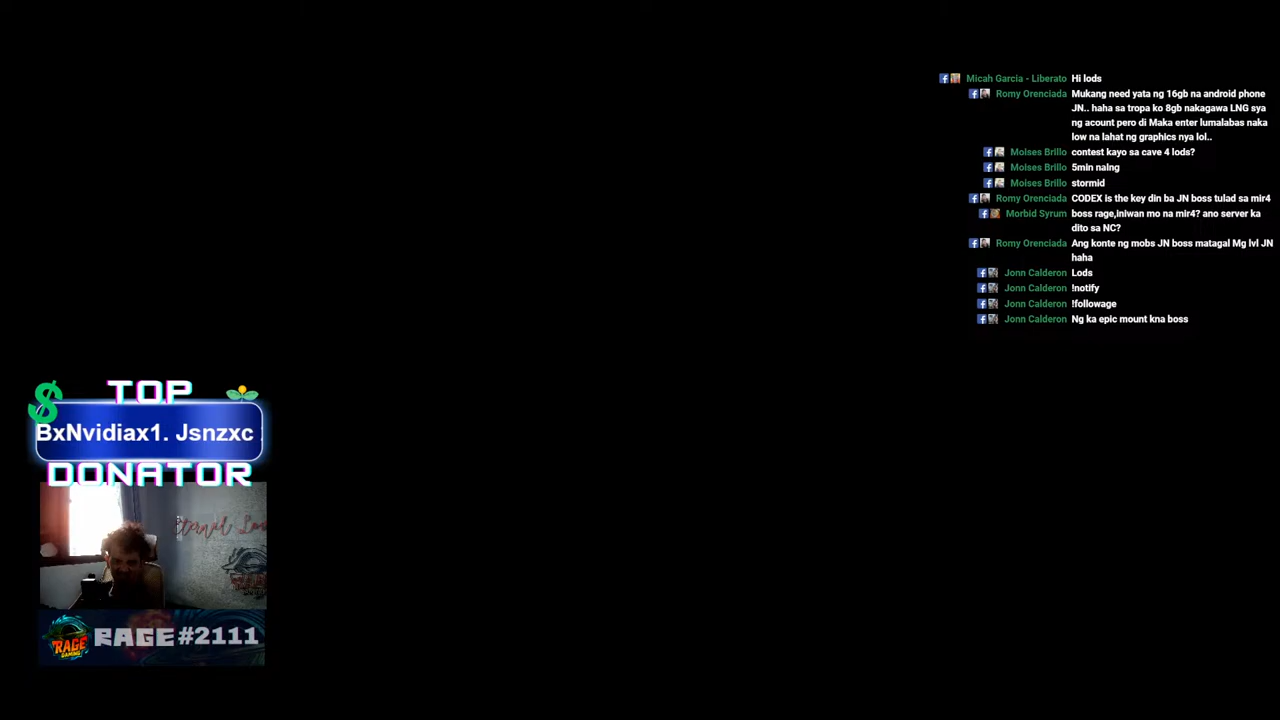 Micah Garcia - Liberato Hi lods
Romy Orenciada Mukang need yata ng 16gb na android phone
JN.. haha sa tropa ko 8gb nakagawa LNG sya
ng acount pero di Maka enter lumalabas naka
low na lahat ng graphics nya lol..
Moises Brillo contest kayo sa cave 4 lods?
Moises Brillo 5min nalng
Moises Brillo stormid
Romy Orenciada CODEX is the key din ba JN boss tulad sa mir4
Morbid Syrum boss rage,iniwan mo na mir4? ano server ka
dito sa NC?
Romy Orenciada Ang konte ng mobs JN boss matagal Mg lvl JN
haha
Jonn Calderon Lods
Jonn Calderon !notify
Jonn Calderon !followage
Jonn Calderon Ng ka epic mount kna boss
TOP
BxNvidiax1. Jsnzxc
DONATOR
RAGE
GAMING
RAGE#2111